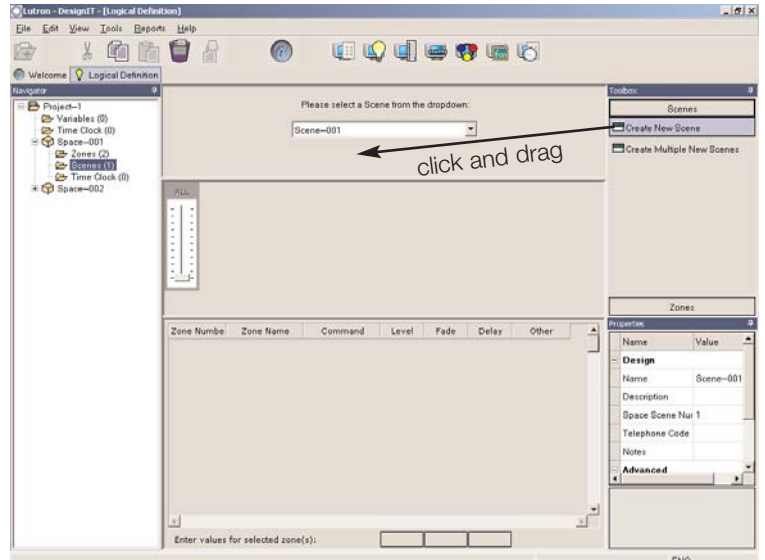 Lutron - DesignIT - [Logical Definition]
File Edit View Tools Reports Help
Welcome Logical Definition
Navigator
Project-1
Variables (0)
Time Clock (0)
Space-001
Zones (2)
Scenes (1)
Time Clock (0)
Space-002
Please select a Scene from the dropdown:
Scene-001
click and drag
ALL
Zone Numbe Zone Name Command Level Fade Delay Other
Enter values for selected zone(s):
Toolbox
Scenes
Create New Scene
Create Multiple New Scenes
Zones
Properties
Name Value
Design
Name Scene-001
Description
Space Scene Nur 1
Telephone Code
Notes
Advanced
ENG